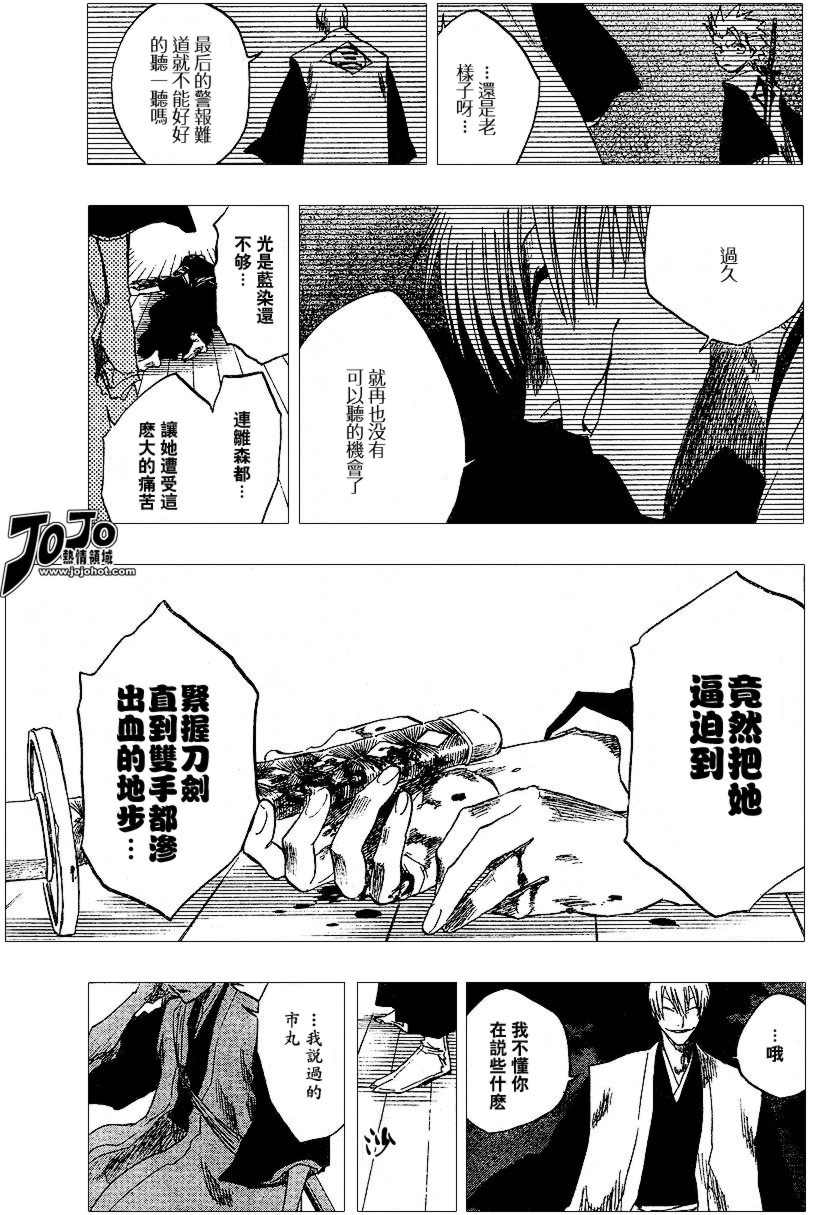 …還是老
樣子呀…
最后的警報難
道就不能好好
的聽一聽嗎
過久
就再也没有
可以聽的機會了
光是藍染還
不够…
連雛森都…
讓她遭受這
麽大的痛苦
JOJO
熱情領域
www.jojohot.com
竟然把她
逼迫到
緊握刀劍
直到雙手都滲
出血的地步…
…哦
我不懂你
在説些什麽
沙
…我説過的
市丸